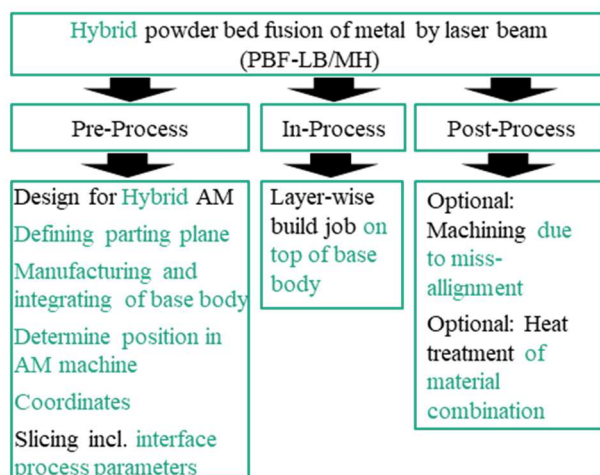 Hybrid powder bed fusion of metal by laser beam
(PBF-LB/MH)
Pre-Process
In-Process
Post-Process
Design for Hybrid AM
Defining parting plane
Manufacturing and
integrating of base body
Determine position in
AM machine
Coordinates
Slicing incl. interface
process parameters
Layer-wise
build job on
top of base
body
Optional:
Machining due
to miss-
allignment
Optional: Heat
treatment of
material
combination